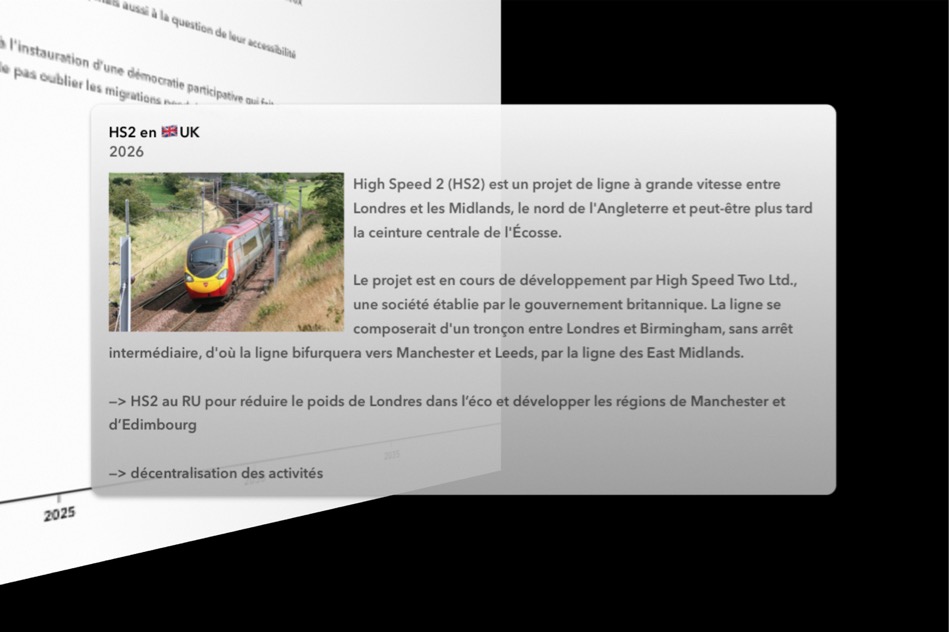 mais aussi à la question de leur accessibilité
à l'instauration d'une démocratie participative qui fait
le pas oublier les migrations
HS2 en 🇬🇧UK
2026
High Speed 2 (HS2) est un projet de ligne à grande vitesse entre
Londres et les Midlands, le nord de l'Angleterre et peut-être plus tard
la ceinture centrale de l'Écosse.
Le projet est en cours de développement par High Speed Two Ltd.,
une société établie par le gouvernement britannique. La ligne se
composerait d'un tronçon entre Londres et Birmingham, sans arrêt
intermédiaire, d'où la ligne bifurquera vers Manchester et Leeds, par la ligne des East Midlands.
—> HS2 au RU pour réduire le poids de Londres dans l’éco et développer les régions de Manchester et
d’Edimbourg
—> décentralisation des activités
2025